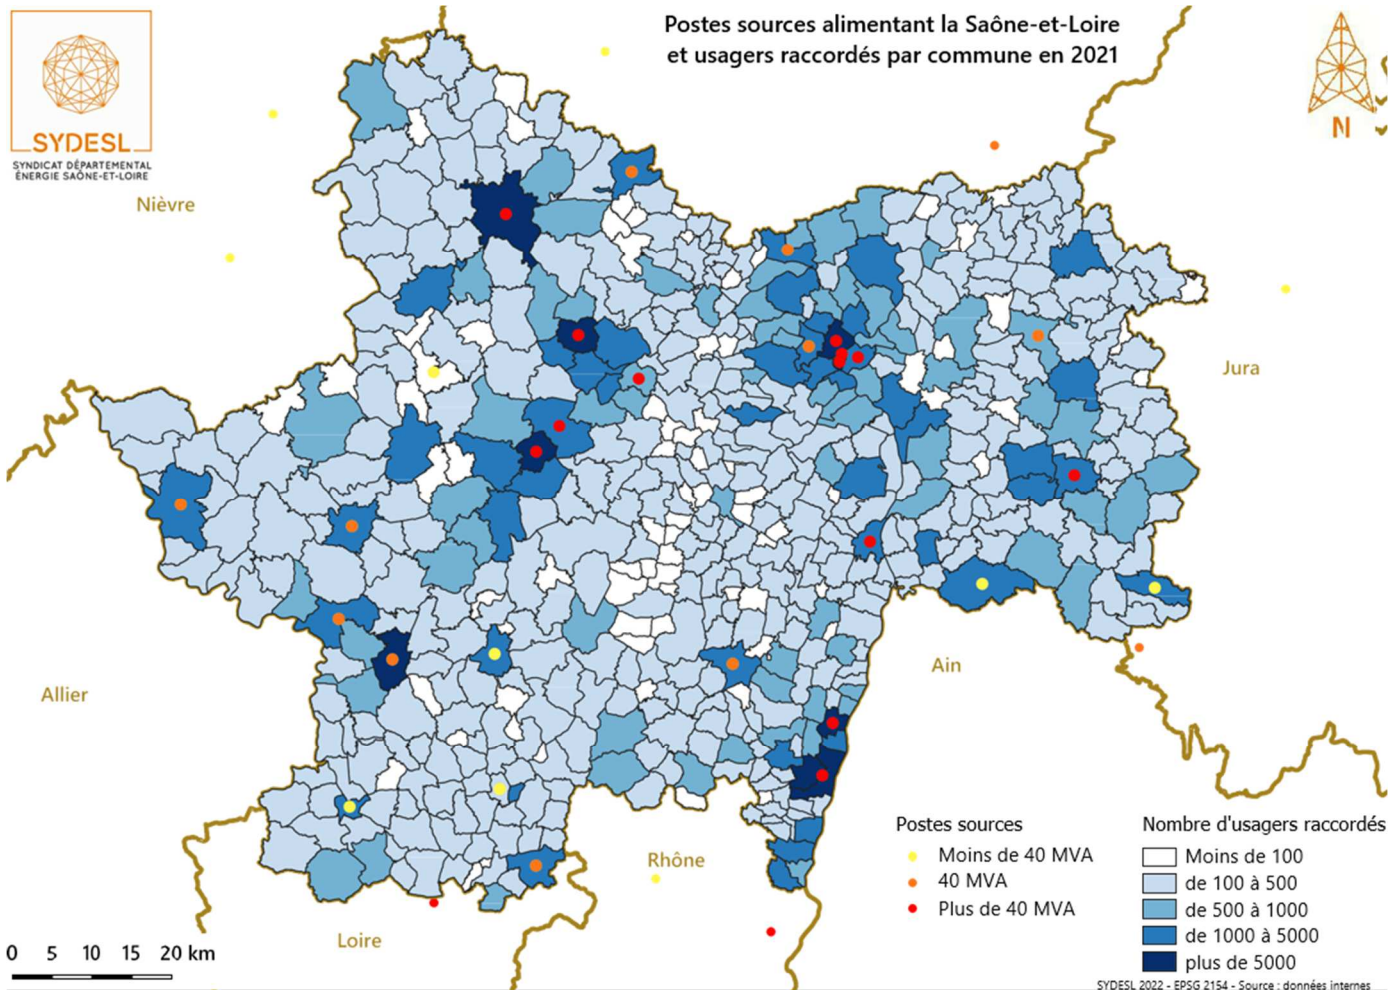 Postes sources alimentant la Saône-et-Loire
et usagers raccordés par commune en 2021
SYDESL
SYNDICAT DÉPARTEMENTAL
ÉNERGIE SAÔNE-ET-LOIRE
N
Nièvre
Jura
Allier
Ain
Rhône
Loire
Postes sources
Moins de 40 MVA
40 MVA
Plus de 40 MVA
Nombre d'usagers raccordés
Moins de 100
de 100 à 500
de 500 à 1000
de 1000 à 5000
plus de 5000
0 5 10 15 20 km
SYDESL 2022 - EPSG 2154 - Source : données internes